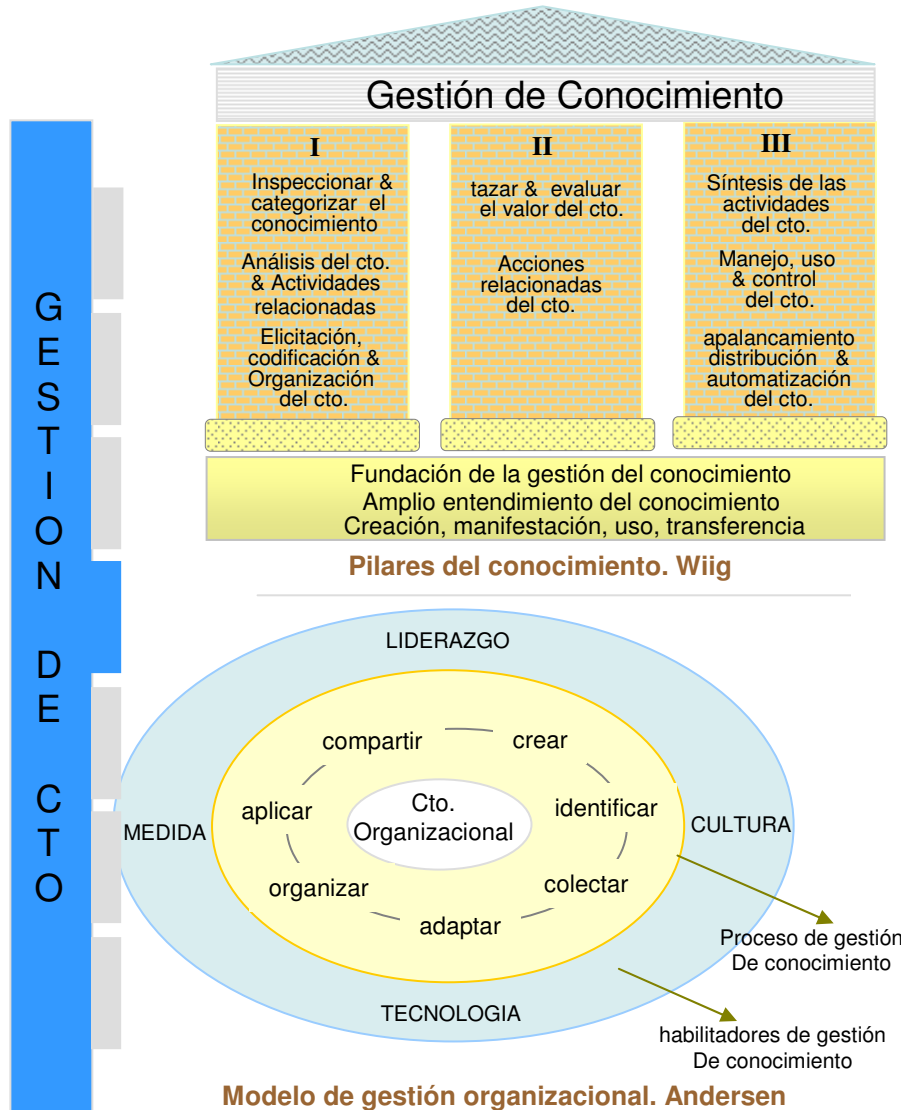 GESTION DE CTO
Gestión de Conocimiento
I
Inspeccionar &
categorizar el
conocimiento
Análisis del cto.
& Actividades
relacionadas
Elicitación,
codificación &
Organización
del cto.
II
tazar & evaluar
el valor del cto.
Acciones
relacionadas
del cto.
III
Síntesis de las
actividades
del cto.
Manejo, uso
& control
del cto.
apalancamiento
distribución &
automatización
del cto.
Fundación de la gestión del conocimiento
Amplio entendimiento del conocimiento
Creación, manifestación, uso, transferencia
Pilares del conocimiento. Wiig
LIDERAZGO
compartir
crear
aplicar
Cto.
Organizacional
identificar
MEDIDA
CULTURA
organizar
colectar
adaptar
TECNOLOGIA
Proceso de gestión
De conocimiento
habilitadores de gestión
De conocimiento
Modelo de gestión organizacional. Andersen